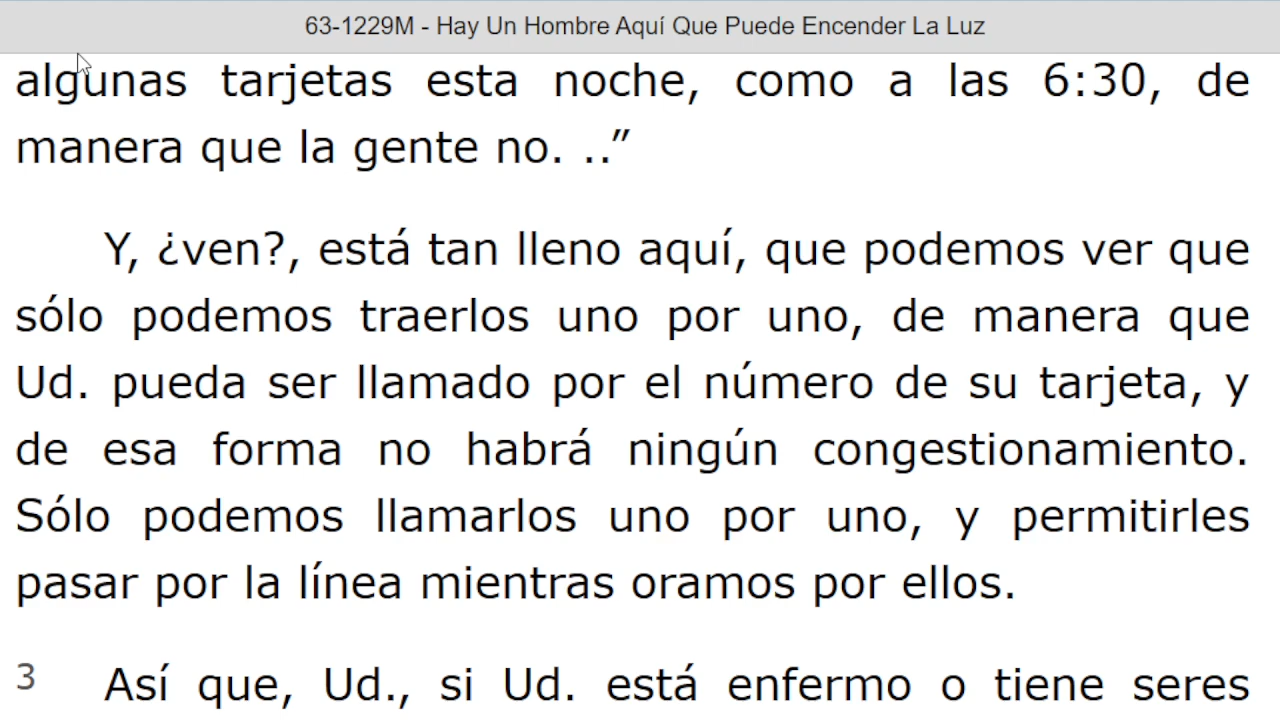 63-1229M - Hay Un Hombre Aquí Que Puede Encender La Luz
algunas tarjetas esta noche, como a las 6:30, de
manera que la gente no. ..”
Y, ¿ven?, está tan lleno aquí, que podemos ver que
sólo podemos traerlos uno por uno, de manera que
Ud. pueda ser llamado por el número de su tarjeta, y
de esa forma no habrá ningún congestionamiento.
Sólo podemos llamarlos uno por uno, y permitirles
pasar por la línea mientras oramos por ellos.
3 Así que, Ud., si Ud. está enfermo o tiene seres